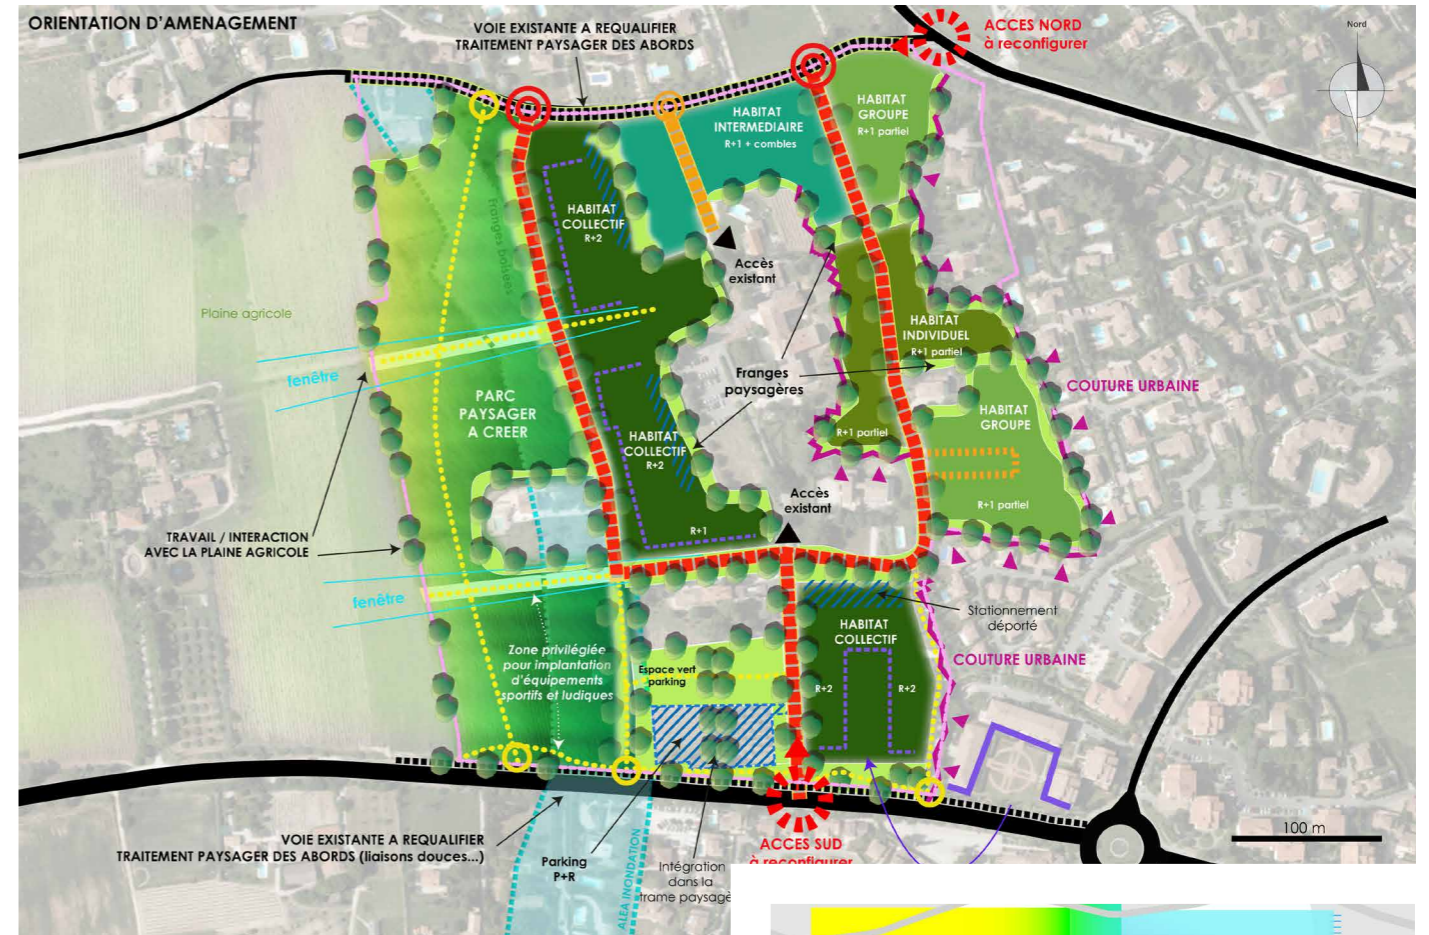 ORIENTATION D'AMENAGEMENT
VOIE EXISTANTE A REQUALIFIER
TRAITEMENT PAYSAGER DES ABORDS
ACCES NORD
à reconfigurer
Nord
HABITAT
GROUPE
R+1 partiel
HABITAT
INTERMEDIAIRE
R+1 + combles
HABITAT
COLLECTIF
R+2
Franges boisées
Accès
existant
Plaine agricole
fenêtre
HABITAT
INDIVIDUEL
R+1 partiel
Franges
paysagères
COUTURE URBAINE
PARC
PAYSAGER
A CREER
HABITAT
GROUPE
R+1 partiel
HABITAT
COLLECTIF
R+2
Accès
existant
R+1 partiel
R+1
TRAVAIL / INTERACTION
AVEC LA PLAINE AGRICOLE
fenêtre
Stationnement
déporté
HABITAT
COLLECTIF
Zone privilégiée
pour implantation
d'équipements
sportifs et ludiques
Espace vert
parking
COUTURE URBAINE
R+2
R+2
100 m
VOIE EXISTANTE A REQUALIFIER
TRAITEMENT PAYSAGER DES ABORDS (liaisons douces...)
Parking
P+R
ALEA INONDATION
Intégration
dans la
trame paysagè
ACCES SUD
à reconfigurer